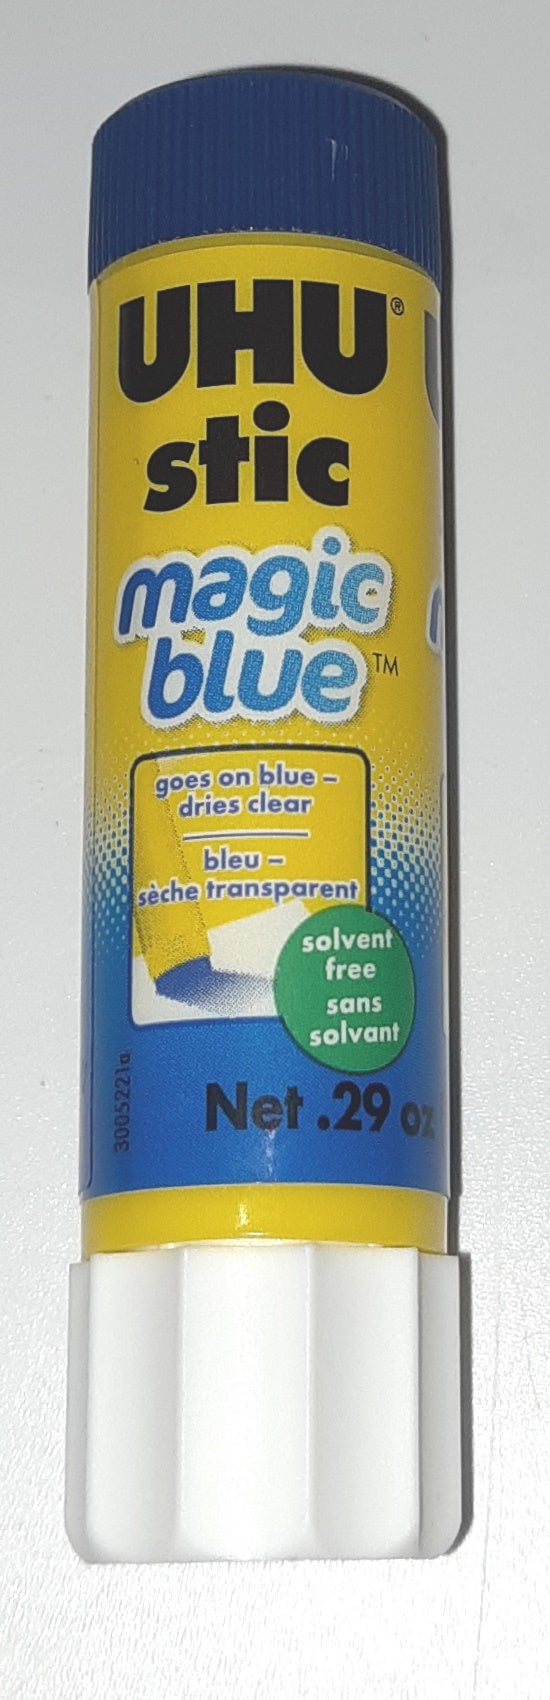 UHU®
stic
magic
blue™
goes on blue –
dries clear
bleu –
sèche transparent
solvent
free
sans
solvant
3005221a
Net .29 oz